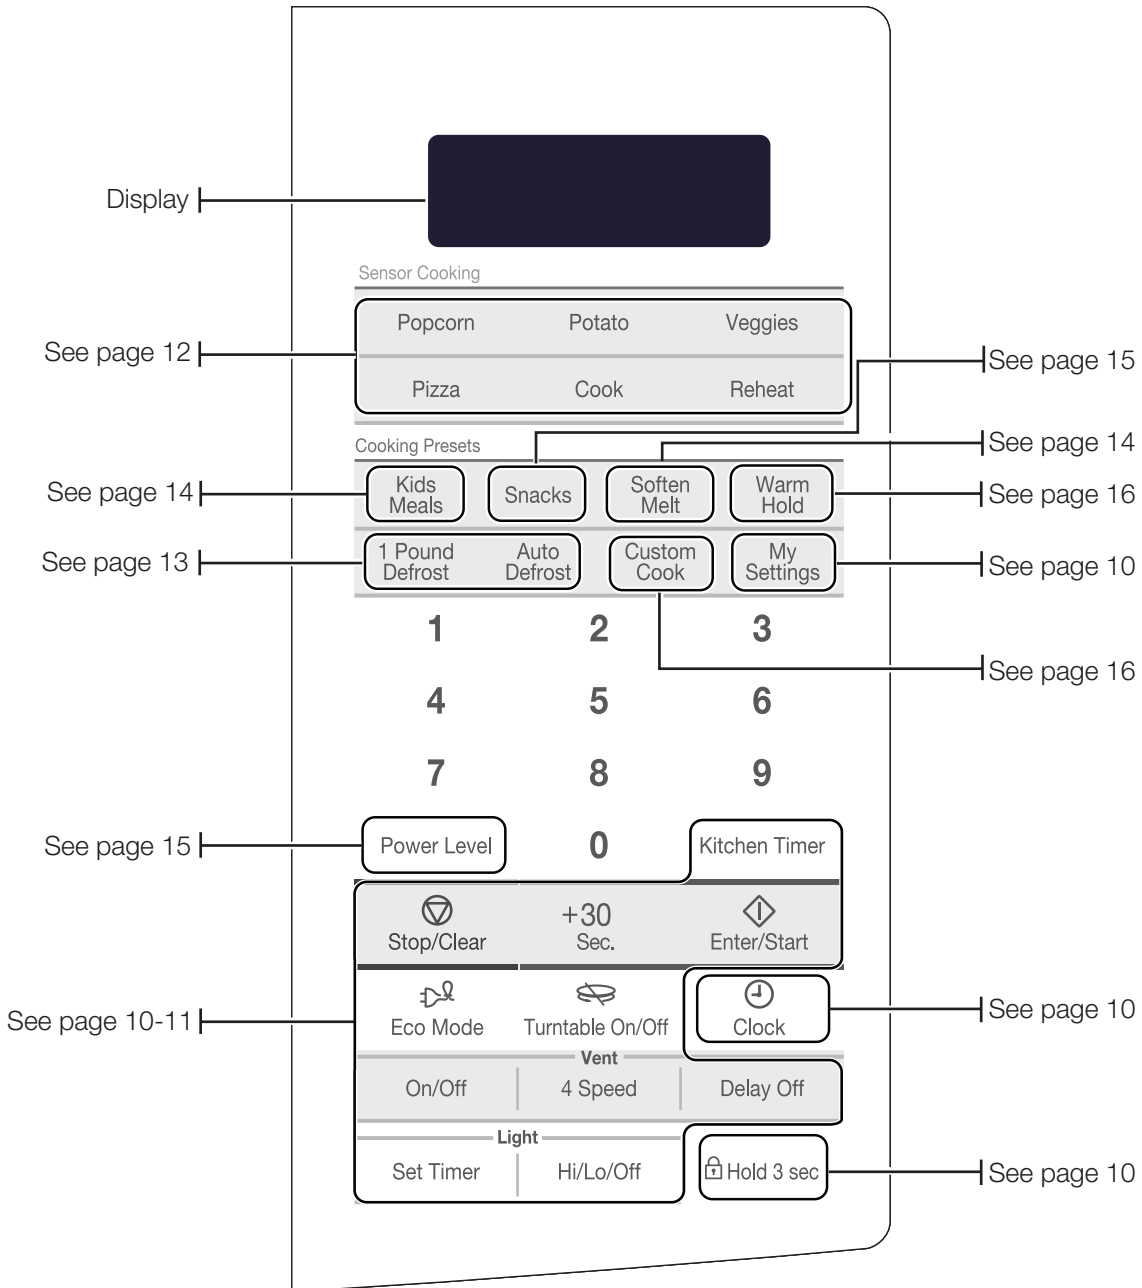 Display
Sensor Cooking
Popcorn Potato Veggies
See page 12
See page 15
Pizza Cook Reheat
Cooking Presets
See page 14
See page 14
Kids
Meals
Snacks
Soften
Melt
Warm
Hold
See page 16
See page 13
1 Pound
Defrost
Auto
Defrost
Custom
Cook
My
Settings
See page 10
1 2 3
See page 16
4 5 6
7 8 9
See page 15
Power Level 0 Kitchen Timer
Stop/Clear
+30
Sec.
Enter/Start
See page 10-11
Eco Mode Turntable On/Off Clock
See page 10
Vent
On/Off 4 Speed Delay Off
Light
Set Timer Hi/Lo/Off Hold 3 sec
See page 10